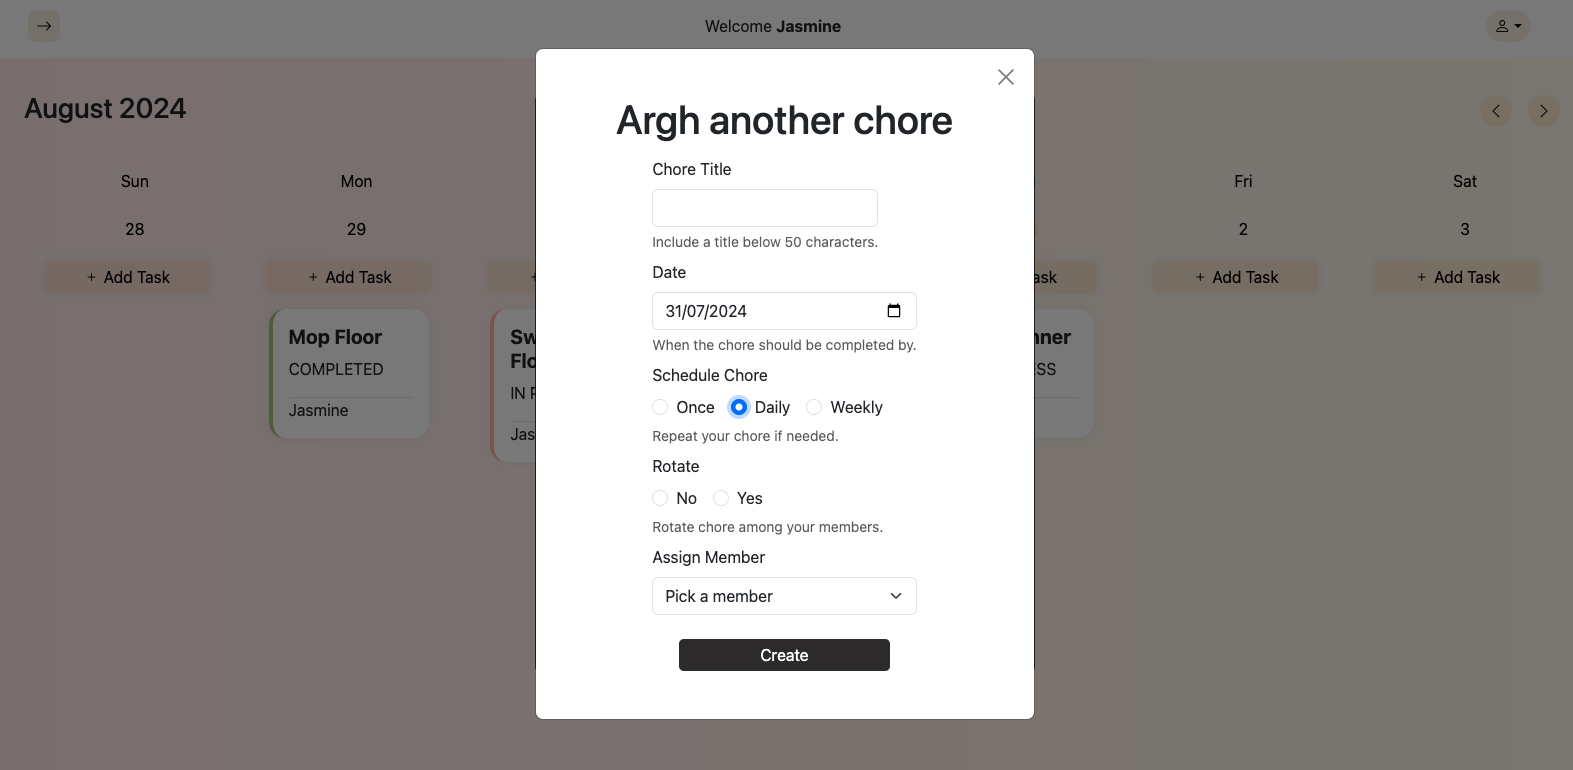 Welcome Jasmine
August 2024
Sun
Mon
Fri
Sat
28
29
2
3
+ Add Task
+ Add Task
+
ask
+ Add Task
+ Add Task
Mop Floor
COMPLETED
Jasmine
Sw
Flo
IN
Jas
nner
ESS
Argh another chore
Chore Title
Include a title below 50 characters.
Date
31/07/2024
When the chore should be completed by.
Schedule Chore
Once Daily Weekly
Repeat your chore if needed.
Rotate
No Yes
Rotate chore among your members.
Assign Member
Pick a member
Create